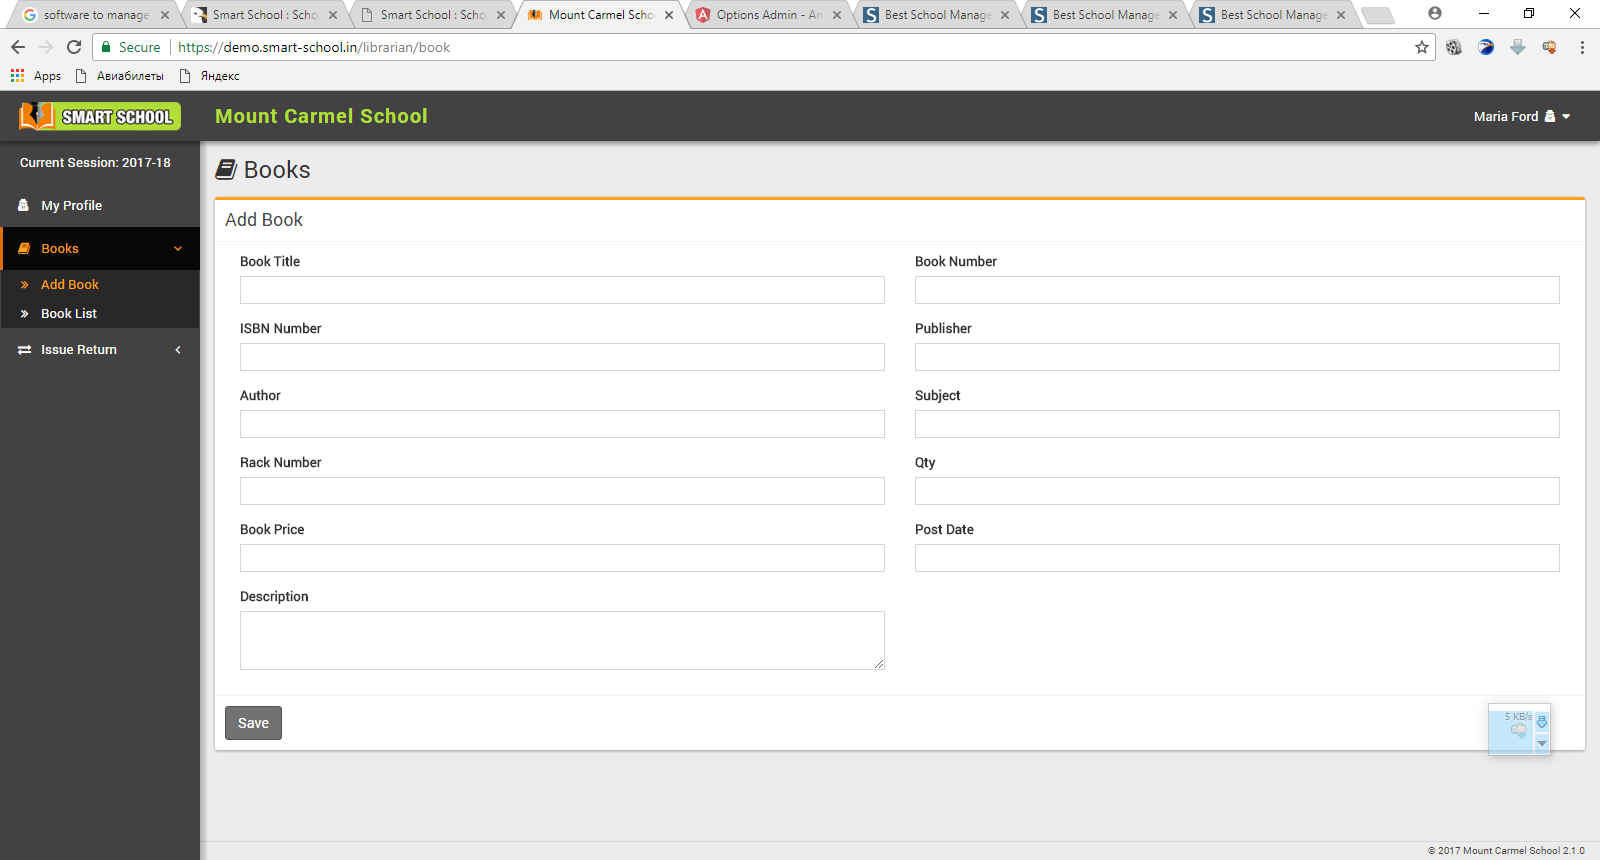 software to manage
Smart School : Scho
Smart School : Scho
Mount Carmel Scho
Options Admin - An
Best School Manage
Best School Manage
Best School Manage
Secure
https://demo.smart-school.in/librarian/book
Apps
Авиабилеты
Яндекс
SMART SCHOOL
Mount Carmel School
Maria Ford
Current Session: 2017-18
My Profile
Books
Add Book
Book List
Issue Return
Books
Add Book
Book Title
Book Number
ISBN Number
Publisher
Author
Subject
Rack Number
Qty
Book Price
Post Date
Description
Save
5 KB/s
© 2017 Mount Carmel School 2.1.0